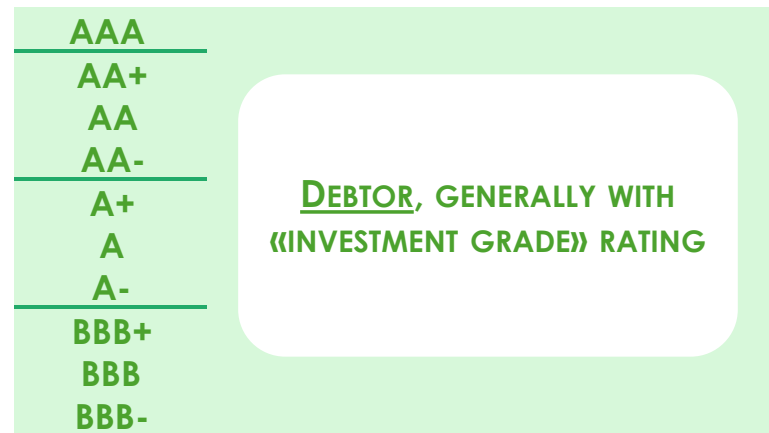 AAA
AA+
AA
AA-
A+
A
A-
BBB+
BBB
BBB-
DEBTOR, GENERALLY WITH
«INVESTMENT GRADE» RATING